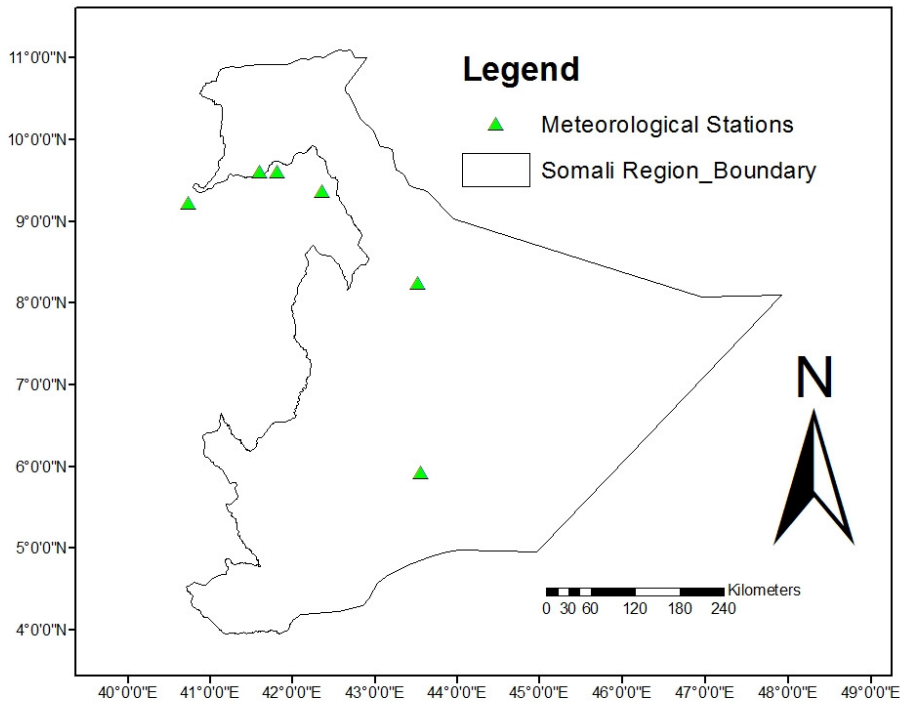 Legend
Meteorological Stations
Somali Region_Boundary
11°0'0"N
10°0'0"N
9°0'0"N
8°0'0"N
7°0'0"N
6°0'0"N
5°0'0"N
4°0'0"N
N
Kilometers
0 30 60 120 180 240
40°0'0"E 41°0'0"E 42°0'0"E 43°0'0"E 44°0'0"E 45°0'0"E 46°0'0"E 47°0'0"E 48°0'0"E 49°0'0"E